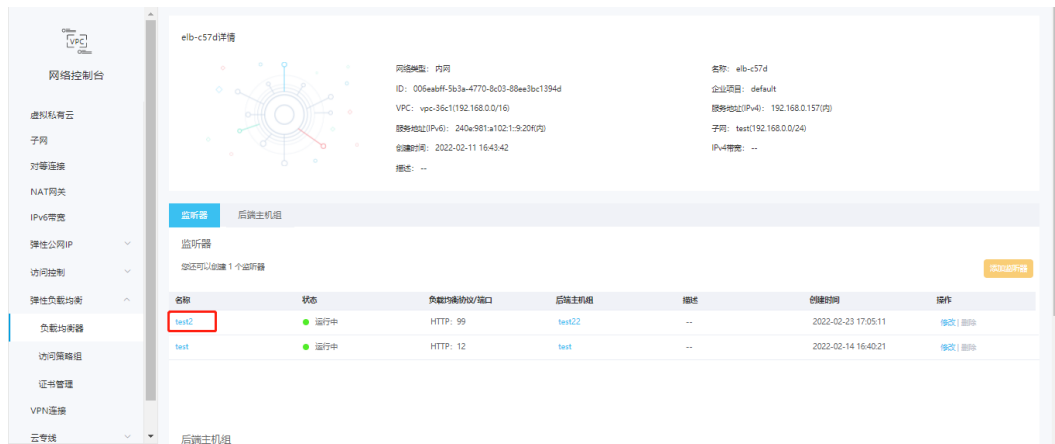 VPC
网络控制台
虚拟私有云
子网
对等连接
NAT网关
IPv6带宽
弹性公网IP
访问控制
弹性负载均衡
负载均衡器
访问策略组
证书管理
VPN连接
云专线
elb-c57d详情
网络类型: 内网
名称: elb-c57d
ID: 006eabff-5b3a-4770-8c03-88ee3bc1394d
企业项目: default
VPC: vpc-36c1(192.168.0.0/16)
服务地址(IPv4): 192.168.0.157(内)
服务地址(IPv6): 240e:981:a102:1::9:20f(内)
子网: test(192.168.0.0/24)
创建时间: 2022-02-11 16:43:42
IPv4带宽: --
描述: --
监听器 后端主机组
监听器
您还可以创建 1 个监听器
添加监听器
名称 状态 负载均衡协议/端口 后端主机组 描述 创建时间 操作
test2 运行中 HTTP: 99 test22 -- 2022-02-23 17:05:11 修改 | 删除
test 运行中 HTTP: 12 test -- 2022-02-14 16:40:21 修改 | 删除
后端主机组